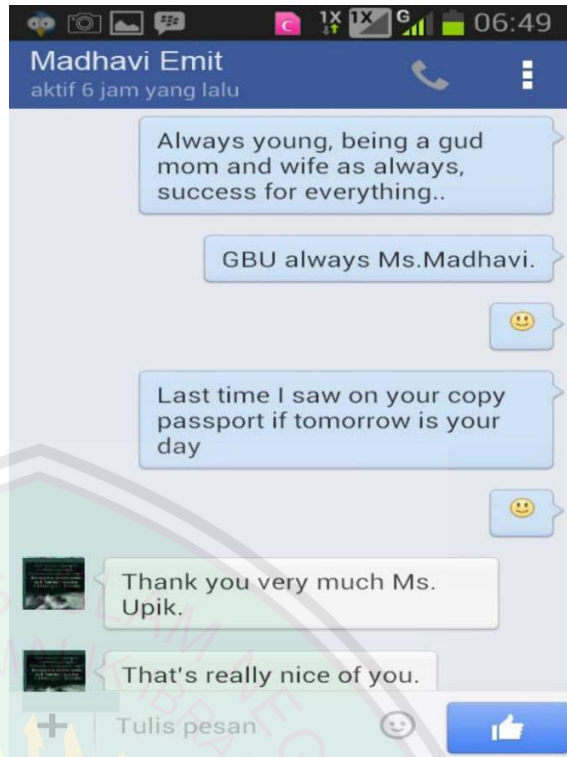 06:49
Madhavi Emit
aktif 6 jam yang lalu
Always young, being a gud
mom and wife as always,
success for everything..
GBU always Ms.Madhavi.
Last time I saw on your copy
passport if tomorrow is your
day
Thank you very much Ms.
Upik.
That's really nice of you.
Tulis pesan